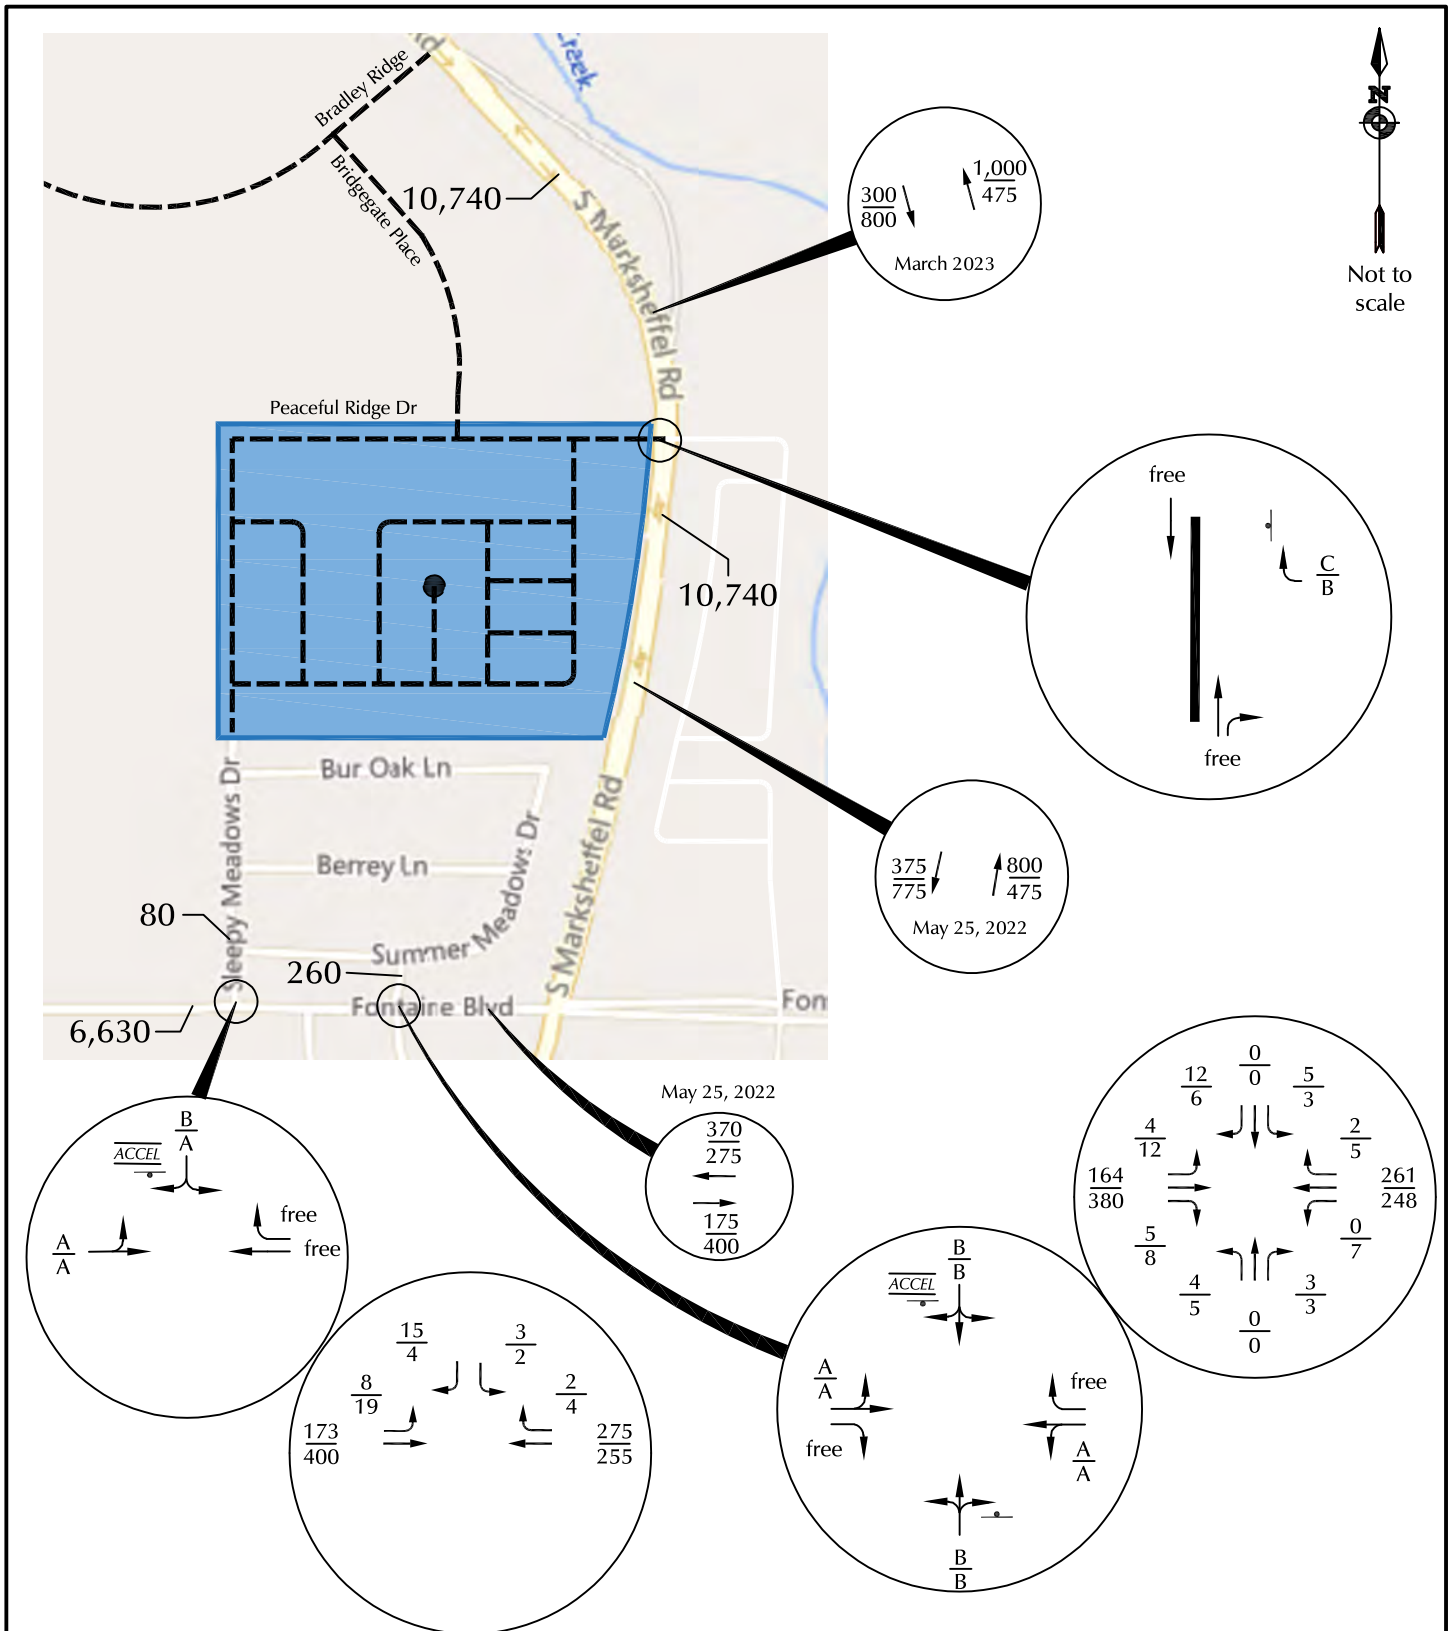 Rd
Creek
Bradley Ridge
Bridgegate Place
10,740
S Marksheffel Rd
1,000
475
300
800
March 2023
N
Not to
scale
Peaceful Ridge Dr
10,740
free
C
B
free
375
775
800
475
May 25, 2022
Bur Oak Ln
Berrey Ln
Summer Meadows Dr
Sleepy Meadows Dr
S Marksheffel Rd
80
260
Fontaine Blvd
Fon
6,630
May 25, 2022
370
275
175
400
B
A
ACCEL
free
free
A
A
15
4
3
2
8
19
2
4
173
400
275
255
B
B
ACCEL
A
A
free
free
A
A
B
B
0
0
12
6
5
3
4
12
2
5
164
380
261
248
5
8
0
7
4
5
3
3
0
0